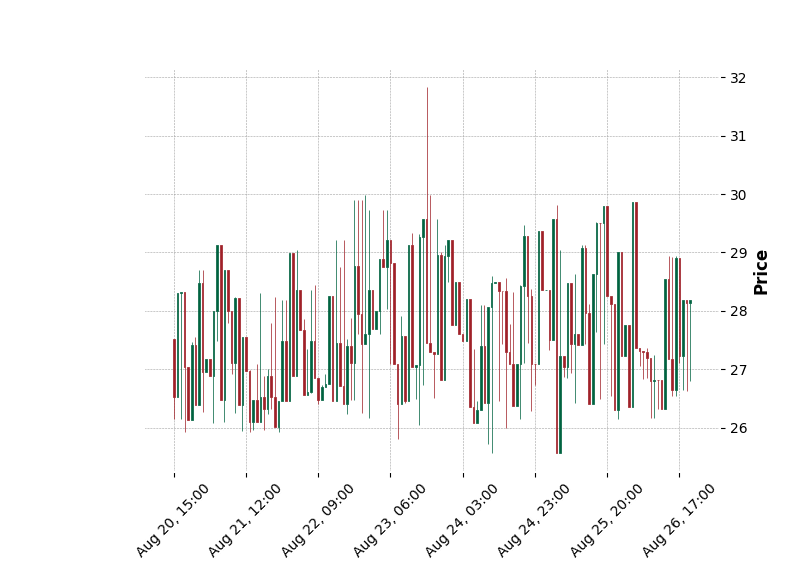 32
31
30
29
28
27
26
Price
Aug 20, 15:00
Aug 21, 12:00
Aug 22, 09:00
Aug 23, 06:00
Aug 24, 03:00
Aug 24, 23:00
Aug 25, 20:00
Aug 26, 17:00